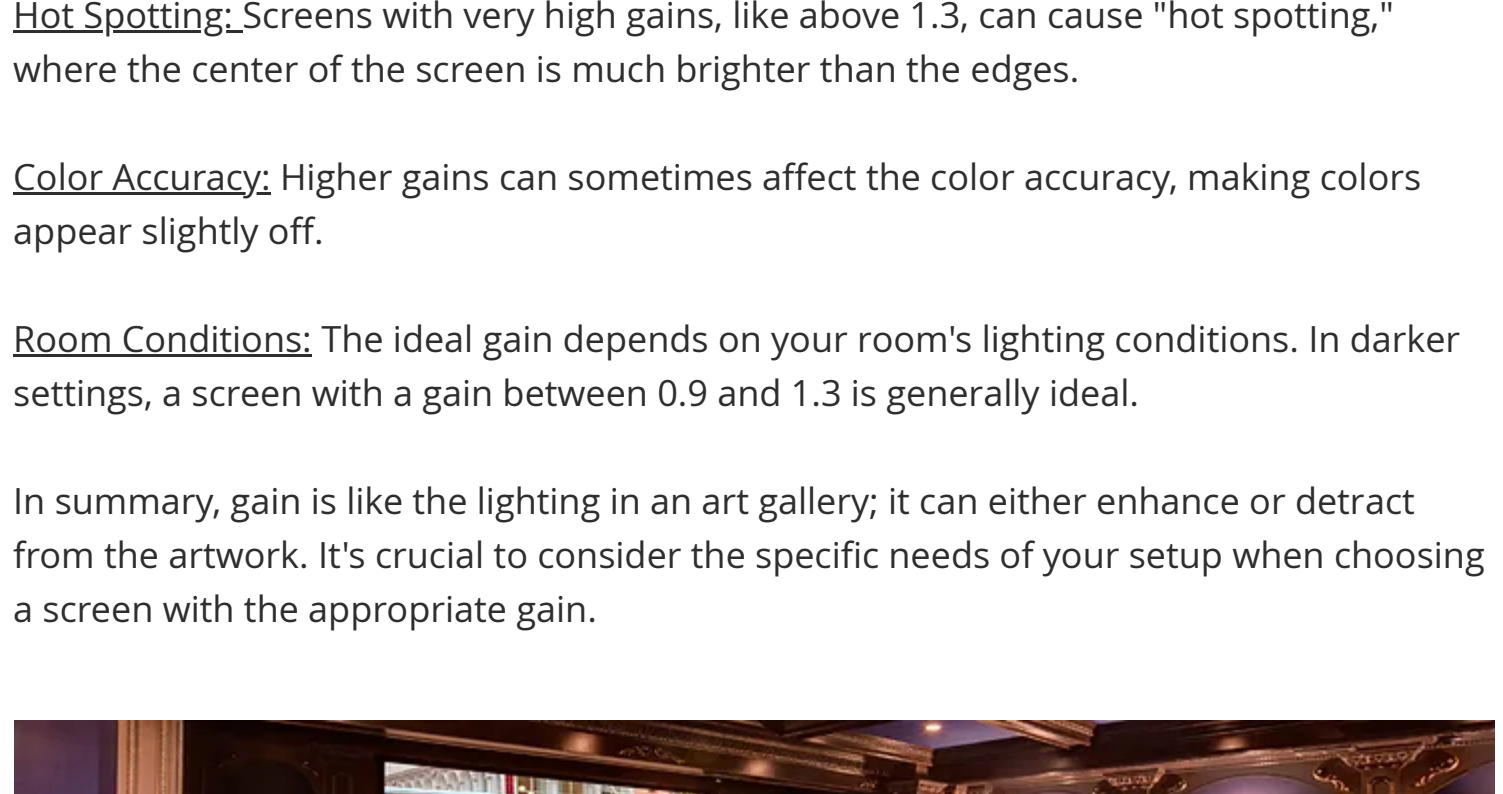 Hot Spotting: Screens with very high gains, like above 1.3, can cause "hot spotting,"
where the center of the screen is much brighter than the edges.
Color Accuracy: Higher gains can sometimes affect the color accuracy, making colors
appear slightly off.
Room Conditions: The ideal gain depends on your room's lighting conditions. In darker
settings, a screen with a gain between 0.9 and 1.3 is generally ideal.
In summary, gain is like the lighting in an art gallery; it can either enhance or detract
from the artwork. It's crucial to consider the specific needs of your setup when choosing
a screen with the appropriate gain.